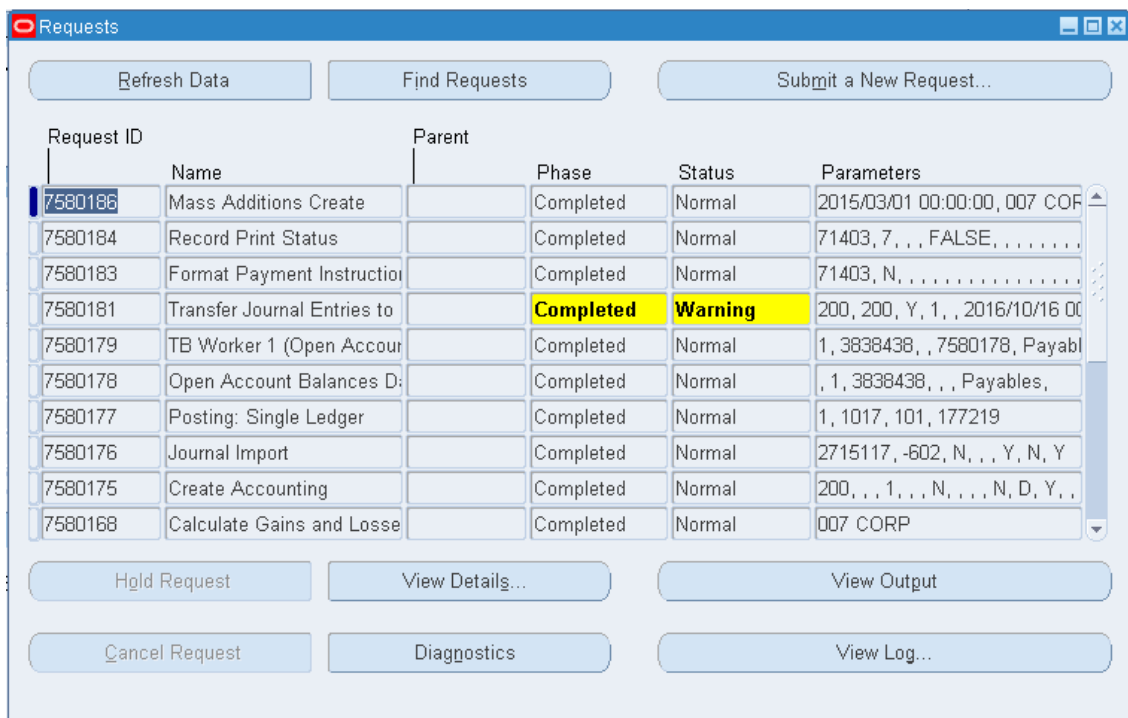 Requests
Refresh Data Find Requests Submit a New Request...
Request ID Parent
Name Phase Status Parameters
7580186 Mass Additions Create Completed Normal 2015/03/01 00:00:00, 007 COR
7580184 Record Print Status Completed Normal 71403, 7, , , FALSE, , , , , , , ,
7580183 Format Payment Instruction Completed Normal 71403, N, , , , , , , , , , , , , , , ,
7580181 Transfer Journal Entries to Completed Warning 200, 200, Y, 1, , 2016/10/16 00
7580179 TB Worker 1 (Open Accoun Completed Normal 1, 3838438, , 7580178, Payabl
7580178 Open Account Balances Da Completed Normal , 1, 3838438, , , Payables,
7580177 Posting: Single Ledger Completed Normal 1, 1017, 101, 177219
7580176 Journal Import Completed Normal 2715117, -602, N, , , Y, N, Y
7580175 Create Accounting Completed Normal 200, , , 1, , , N, , , , N, D, Y, ,
7580168 Calculate Gains and Losse Completed Normal 007 CORP
Hold Request View Details... View Output
Cancel Request Diagnostics View Log...